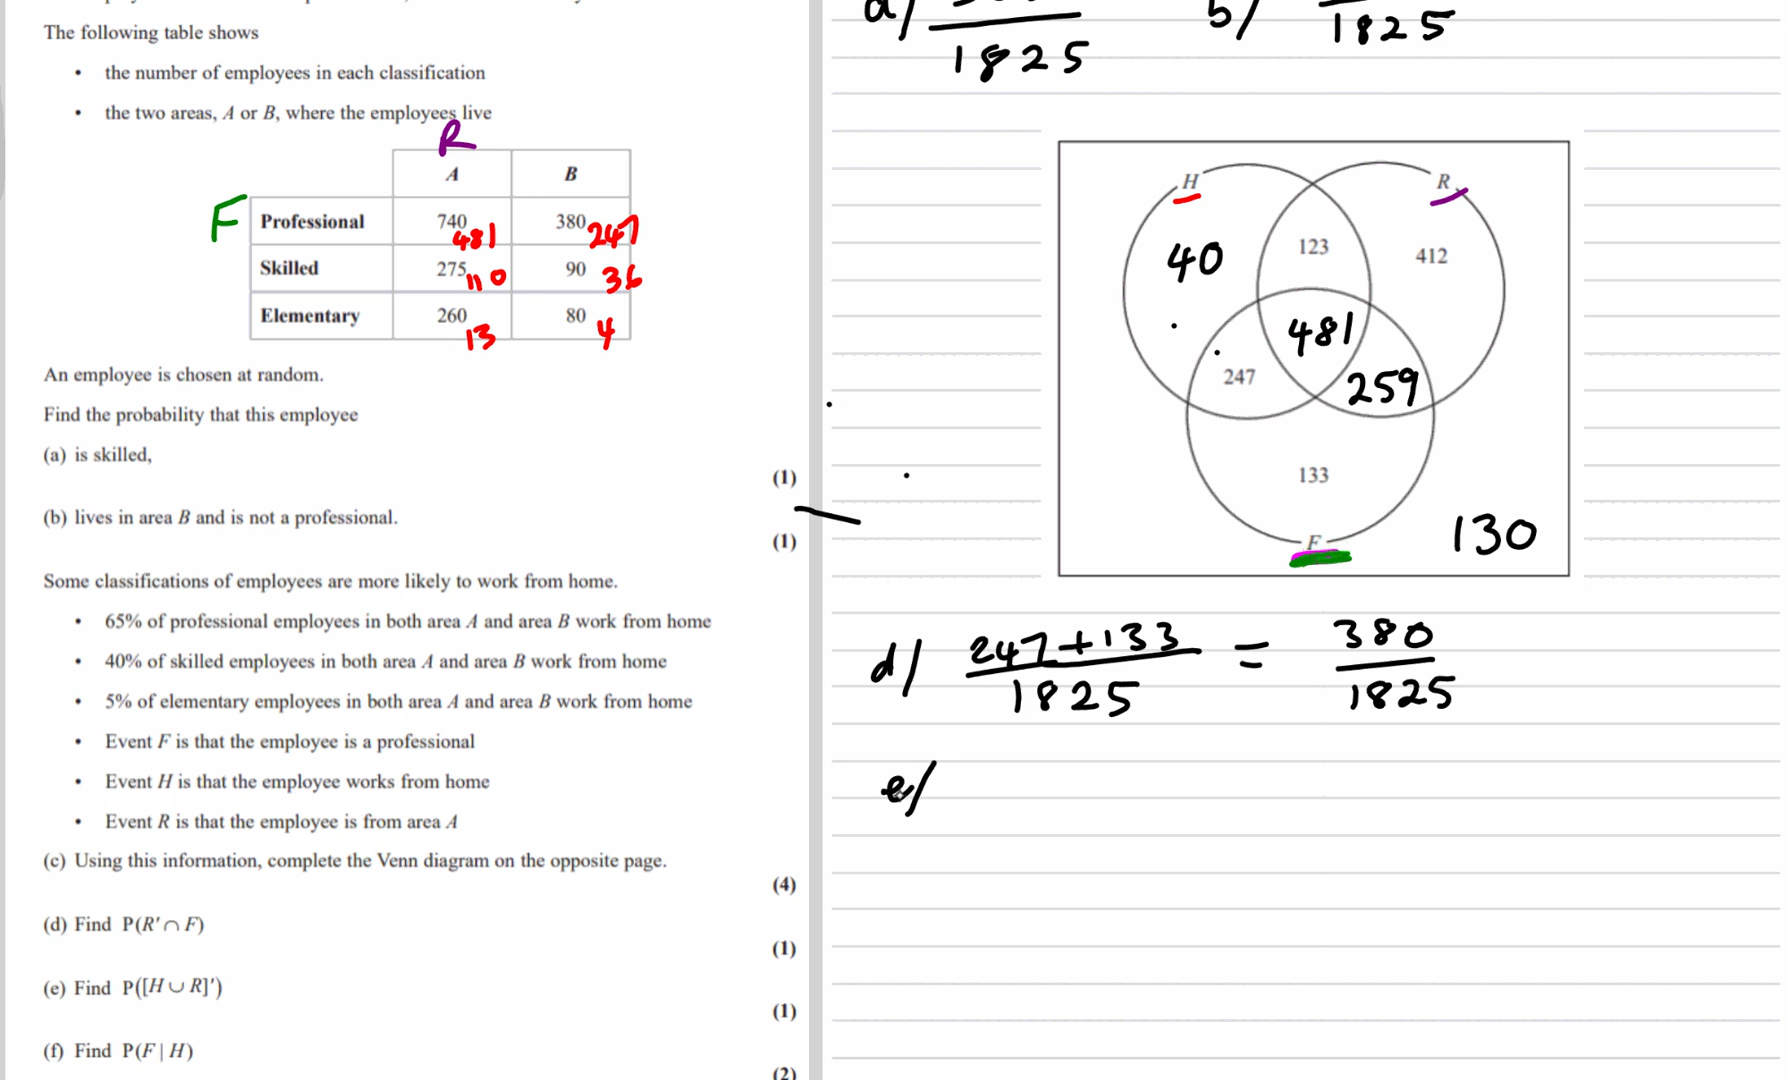 The following table shows
• the number of employees in each classification
• the two areas, A or B, where the employees live
R
A B
F Professional 740 481 380 247
Skilled 275 110 90 36
Elementary 260 13 80 4
An employee is chosen at random.
Find the probability that this employee
(a) is skilled,
(1)
(b) lives in area B and is not a professional.
(1)
Some classifications of employees are more likely to work from home.
• 65% of professional employees in both area A and area B work from home
• 40% of skilled employees in both area A and area B work from home
• 5% of elementary employees in both area A and area B work from home
• Event F is that the employee is a professional
• Event H is that the employee works from home
• Event R is that the employee is from area A
(c) Using this information, complete the Venn diagram on the opposite page.
(4)
(d) Find P(R′ ∩ F)
(1)
(e) Find P([H ∪ R]′)
(1)
(f) Find P(F | H)
(2)
a/ 1825 b/ 1825
H R
40 123 412
481
247 259
133
F
130
d/ 247+133 = 380
1825 1825
e/